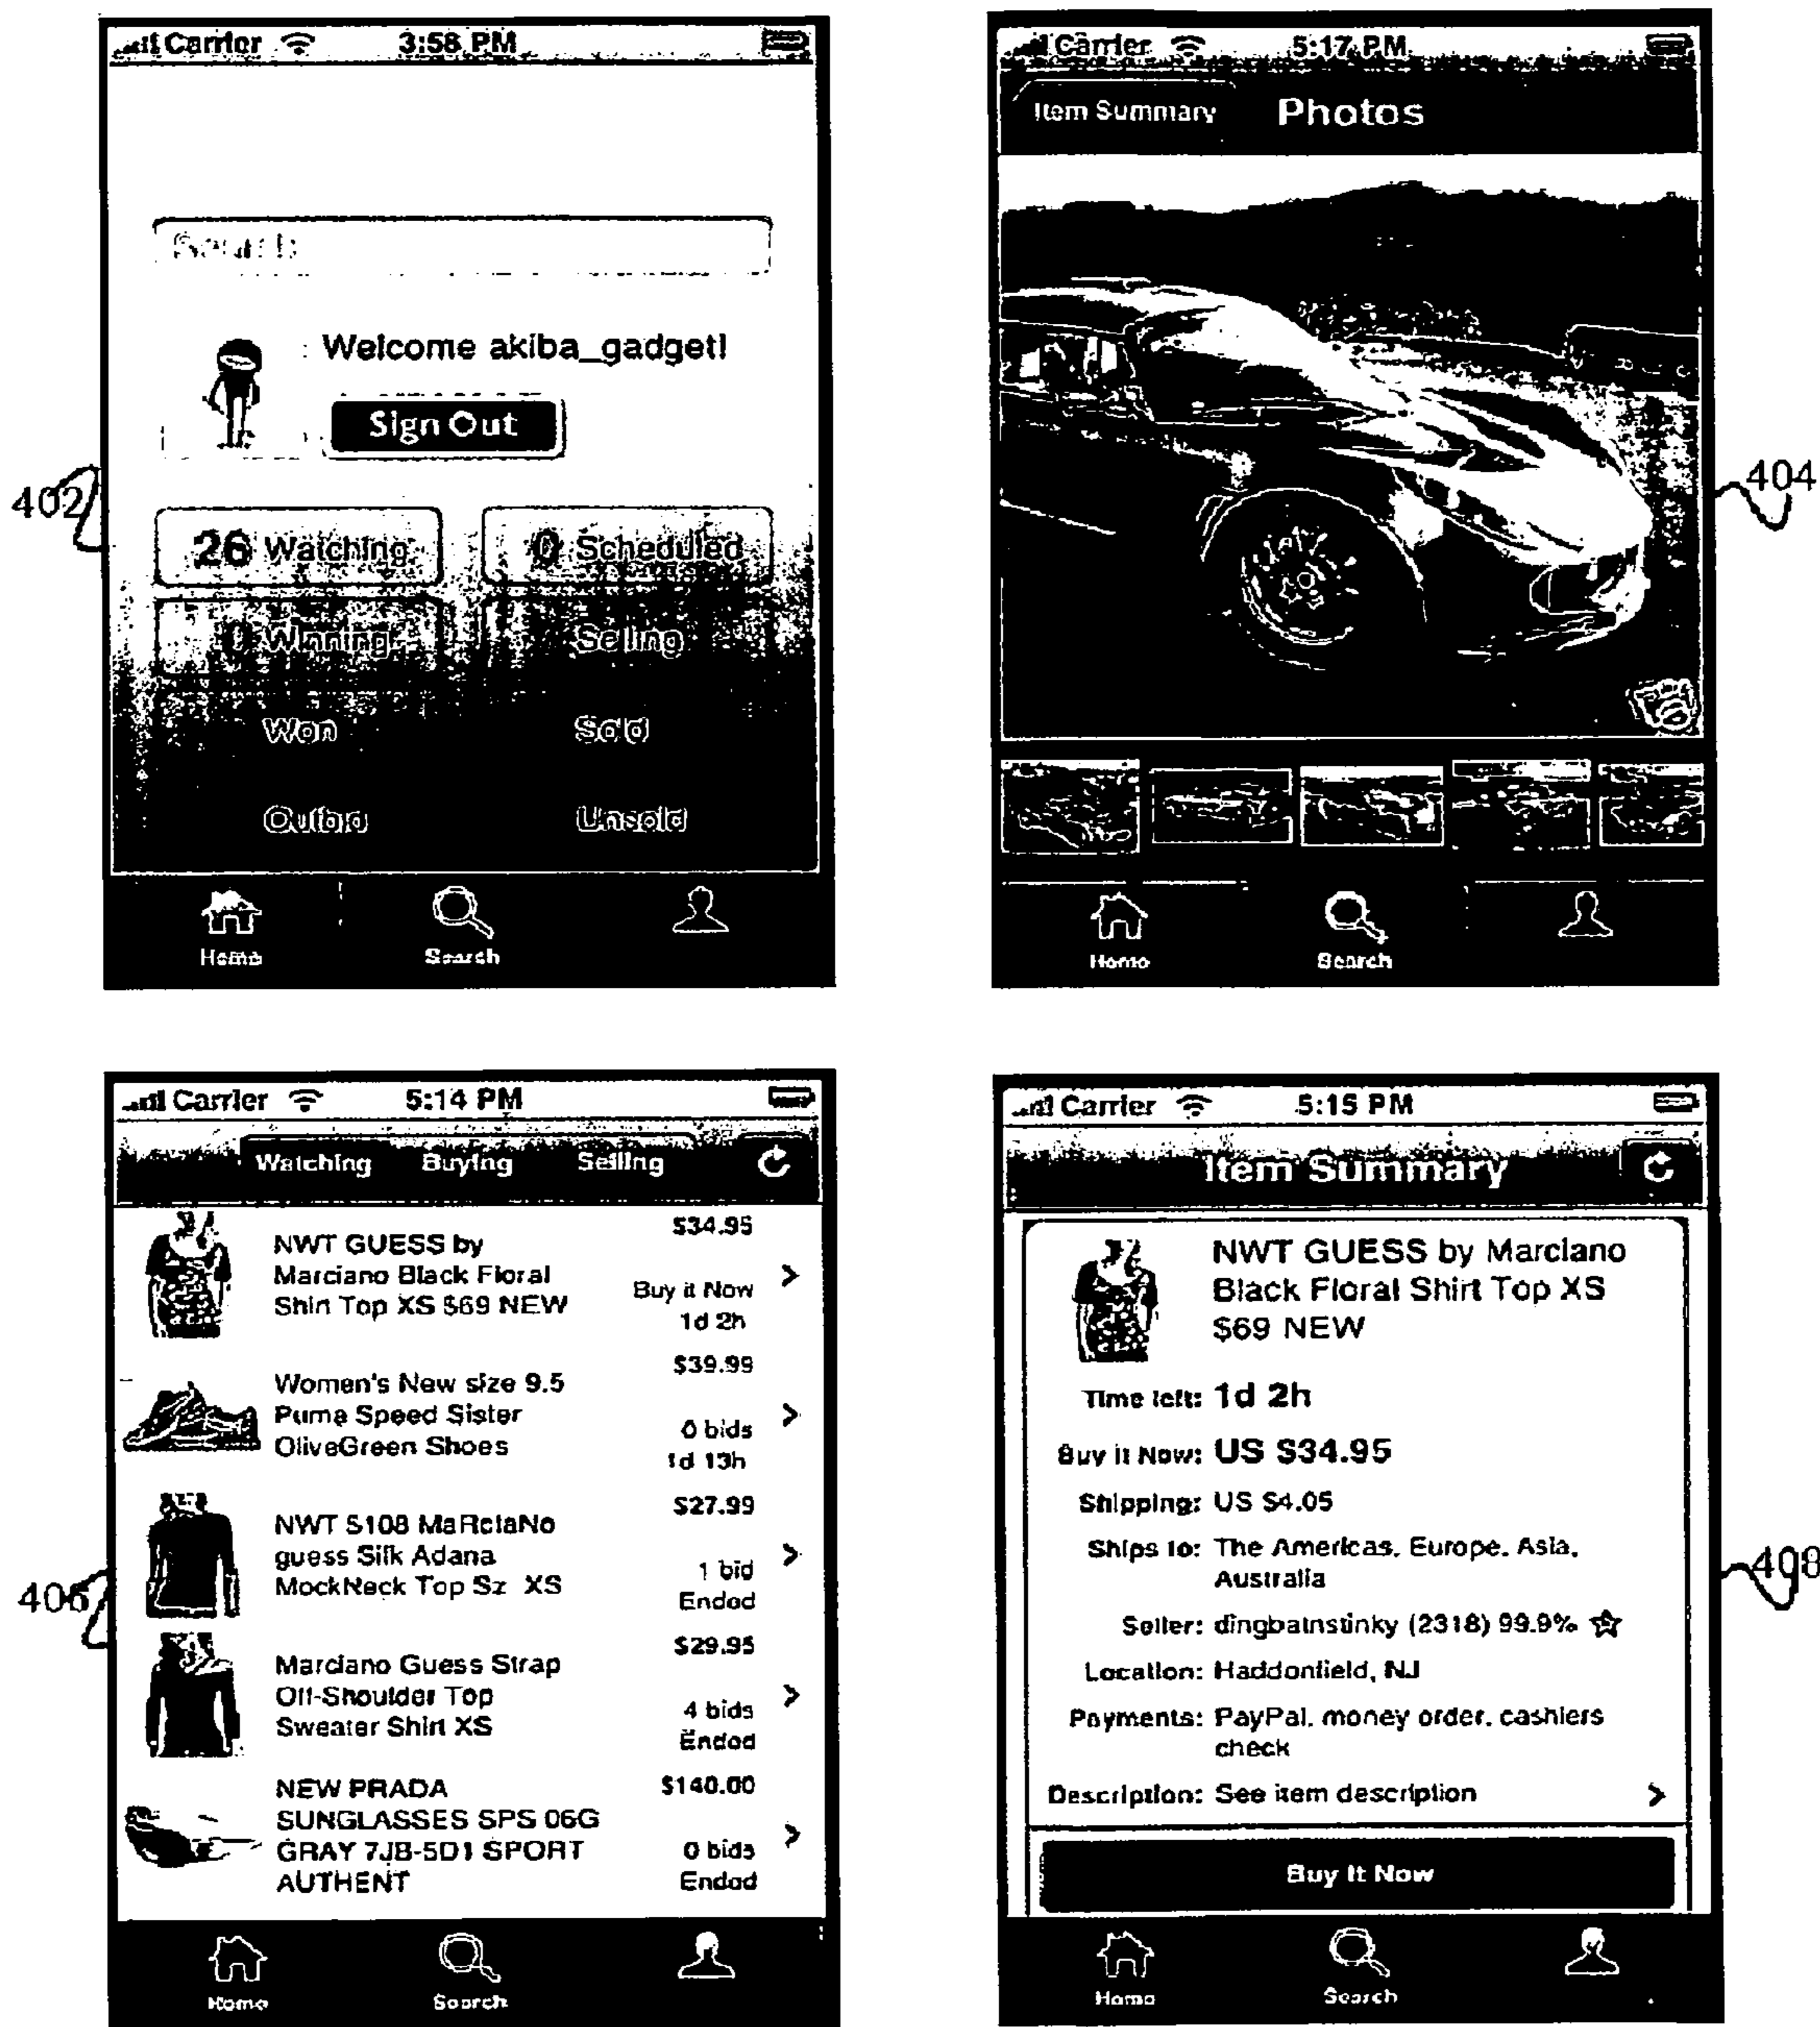 Carrier 3:58 PM
Search
Welcome akiba_gadget!
Sign Out
26 Watching
0 Scheduled
0 Winning
Selling
Won
Sold
Outbid
Unsold
Home
Search
402
Carrier 5:17 PM
Item Summary
Photos
Home
Search
404
Carrier 5:14 PM
Watching Buying Selling
$34.95
NWT GUESS by
Marciano Black Floral
Shirt Top XS $69 NEW
Buy it Now
1d 2h
$39.99
Women's New size 9.5
Puma Speed Sister
OliveGreen Shoes
0 bids
1d 13h
$27.99
NWT $108 MaRciaNo
guess Silk Adana
MockNeck Top Sz XS
1 bid
Ended
$29.95
Marciano Guess Strap
Off-Shoulder Top
Sweater Shirt XS
4 bids
Ended
NEW PRADA
$140.00
SUNGLASSES SPS 06G
GRAY 7JB-5D1 SPORT
AUTHENT
0 bids
Ended
Home
Search
406
Carrier 5:15 PM
Item Summary
NWT GUESS by Marciano
Black Floral Shirt Top XS
$69 NEW
Time left: 1d 2h
Buy it Now: US $34.95
Shipping: US $4.05
Ships to: The Americas, Europe, Asia,
Australia
Seller: dingbatnstinky (2318) 99.9%
Location: Haddonfield, NJ
Payments: PayPal, money order, cashiers
check
Description: See item description
Buy It Now
Home
Search
408